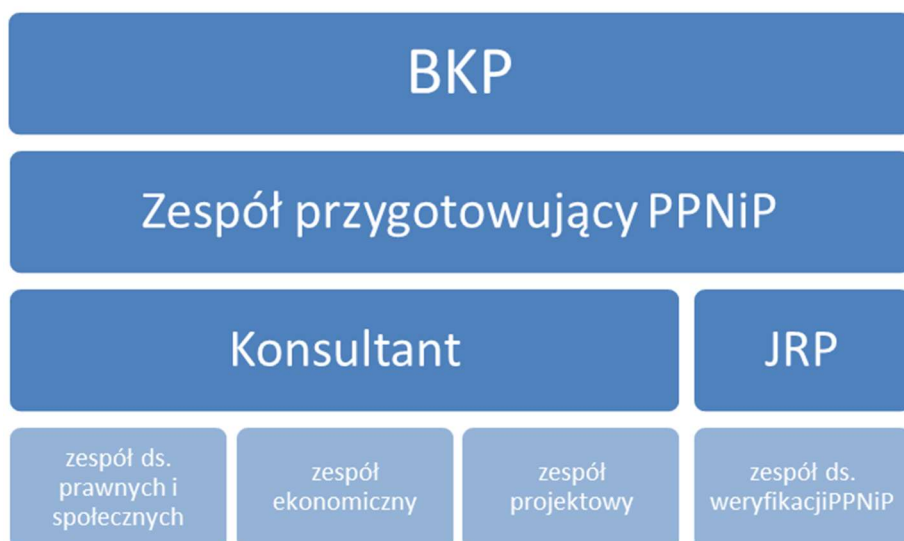 BKP
Zespół przygotowujący PPNiP
Konsultant
JRP
zespół ds.
prawnych i
społecznych
zespół
ekonomiczny
zespół
projektowy
zespół ds.
weryfikacjiPPNiP